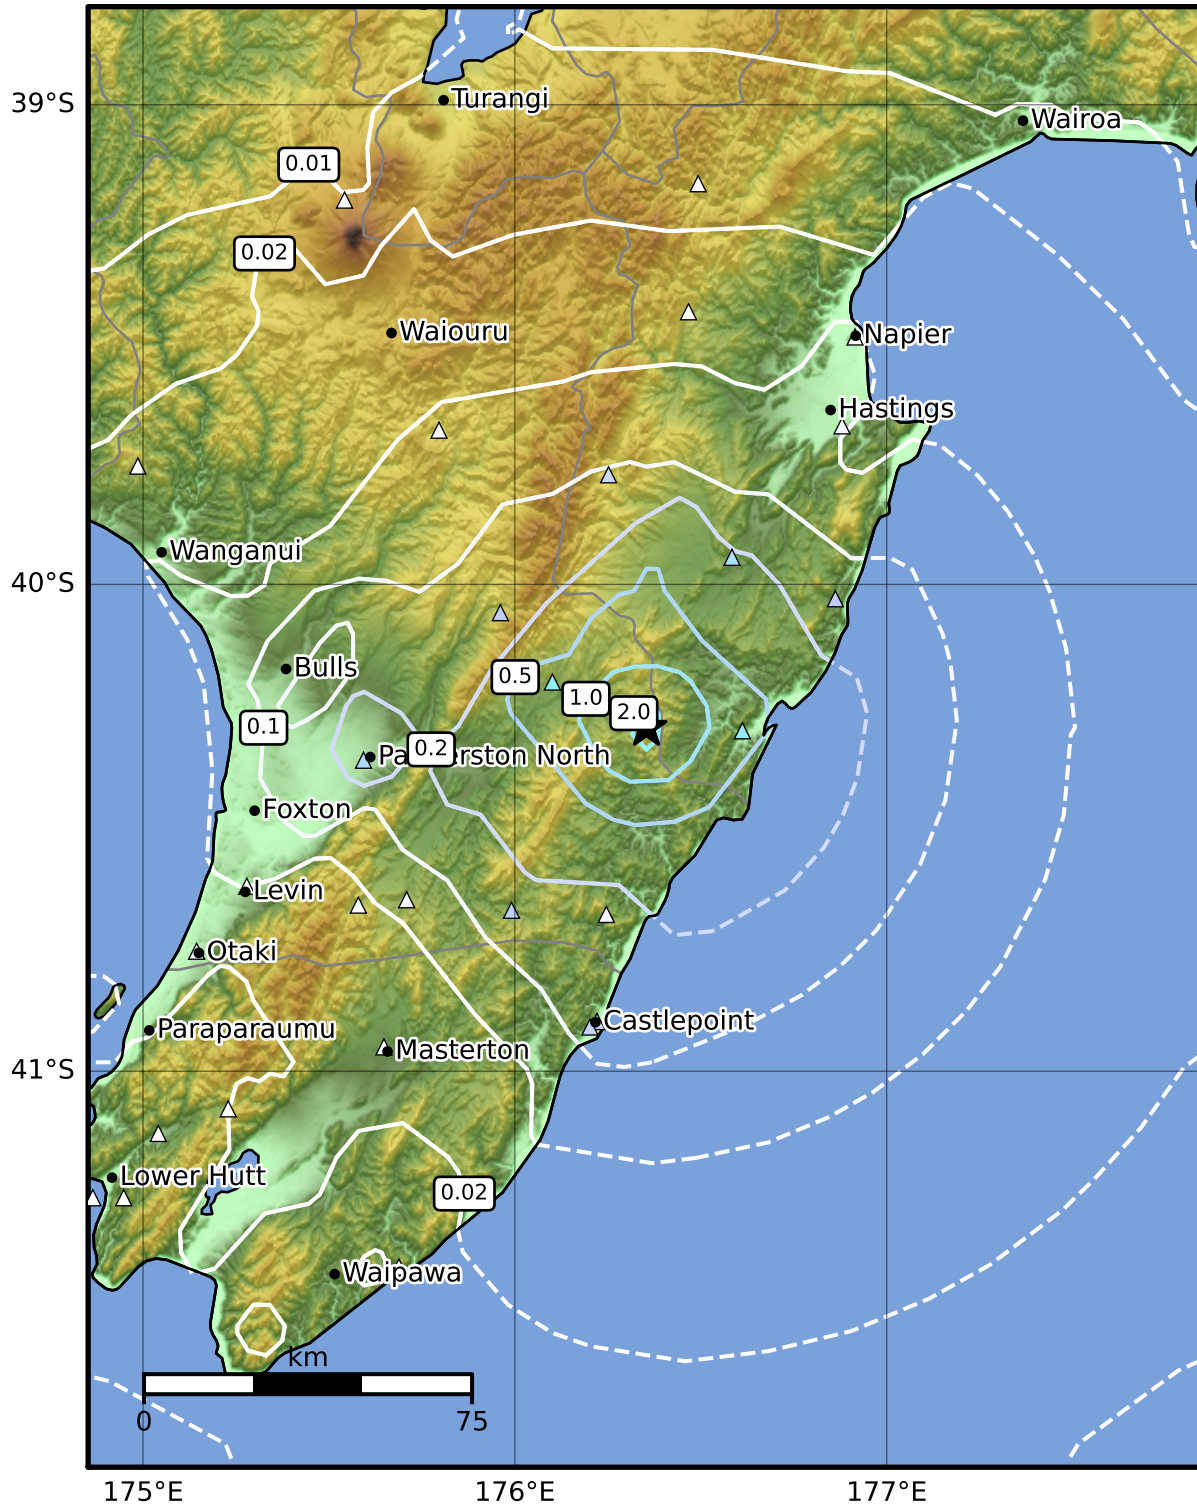 39°S
Turangi
Wairoa
0.01
0.02
Waiouru
Napier
Hastings
Wanganui
40°S
Bulls
0.5
1.0
2.0
0.1
0.2
Palmerston North
Foxton
Levin
Otaki
Castlepoint
Paraparaumu
Masterton
41°S
Lower Hutt
0.02
Waipawa
km
0
75
175°E
176°E
177°E